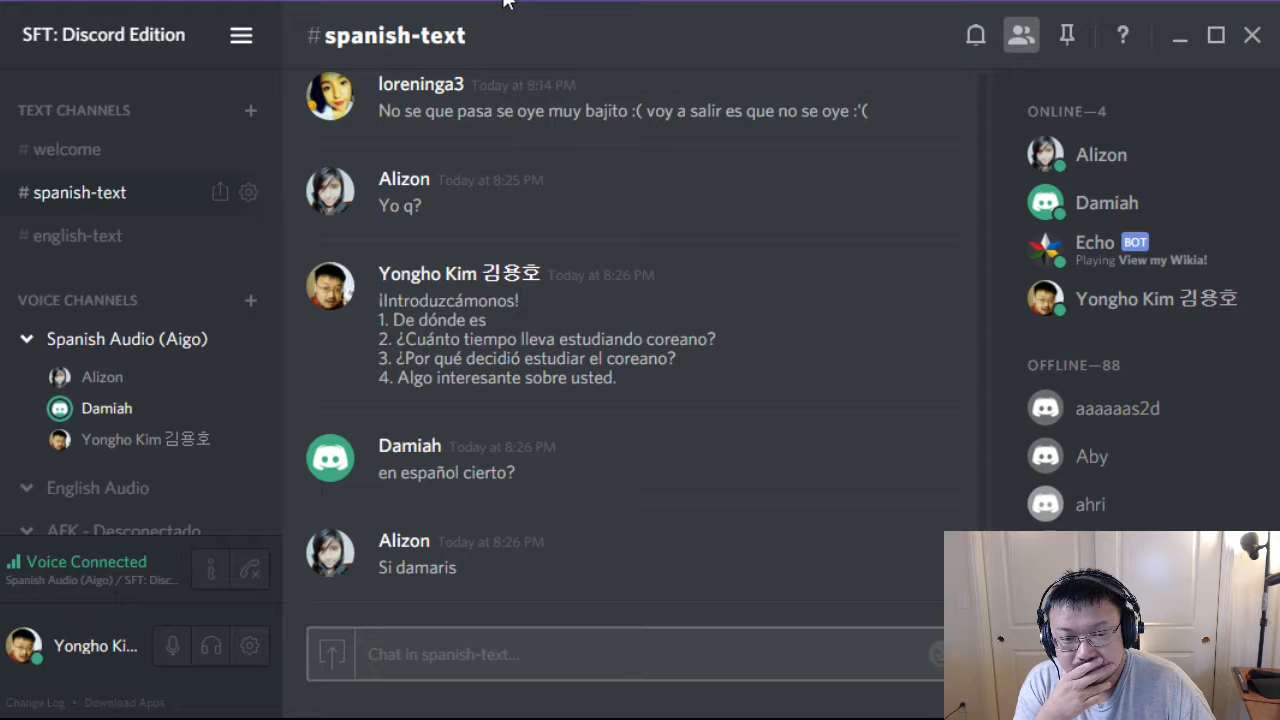 SFT: Discord Edition
TEXT CHANNELS
# welcome
# spanish-text
# english-text
VOICE CHANNELS
Spanish Audio (Aigo)
Alizon
Damiah
Yongho Kim 김용호
English Audio
AFK - Desconectado
Voice Connected
Spanish Audio (Aigo) / SFT: Disc...
Yongho Ki...
Change Log • Download Apps
# spanish-text
loreninga3 Today at 8:14 PM
No se que pasa se oye muy bajito :( voy a salir es que no se oye :'(
Alizon Today at 8:25 PM
Yo q?
Yongho Kim 김용호 Today at 8:26 PM
¡Introduzcámonos!
1. De dónde es
2. ¿Cuánto tiempo lleva estudiando coreano?
3. ¿Por qué decidió estudiar el coreano?
4. Algo interesante sobre usted.
Damiah Today at 8:26 PM
en español cierto?
Alizon Today at 8:26 PM
Si damaris
Chat in spanish-text...
ONLINE—4
Alizon
Damiah
Echo BOT
Playing View my Wikia!
Yongho Kim 김용호
OFFLINE—88
aaaaaas2d
Aby
ahri